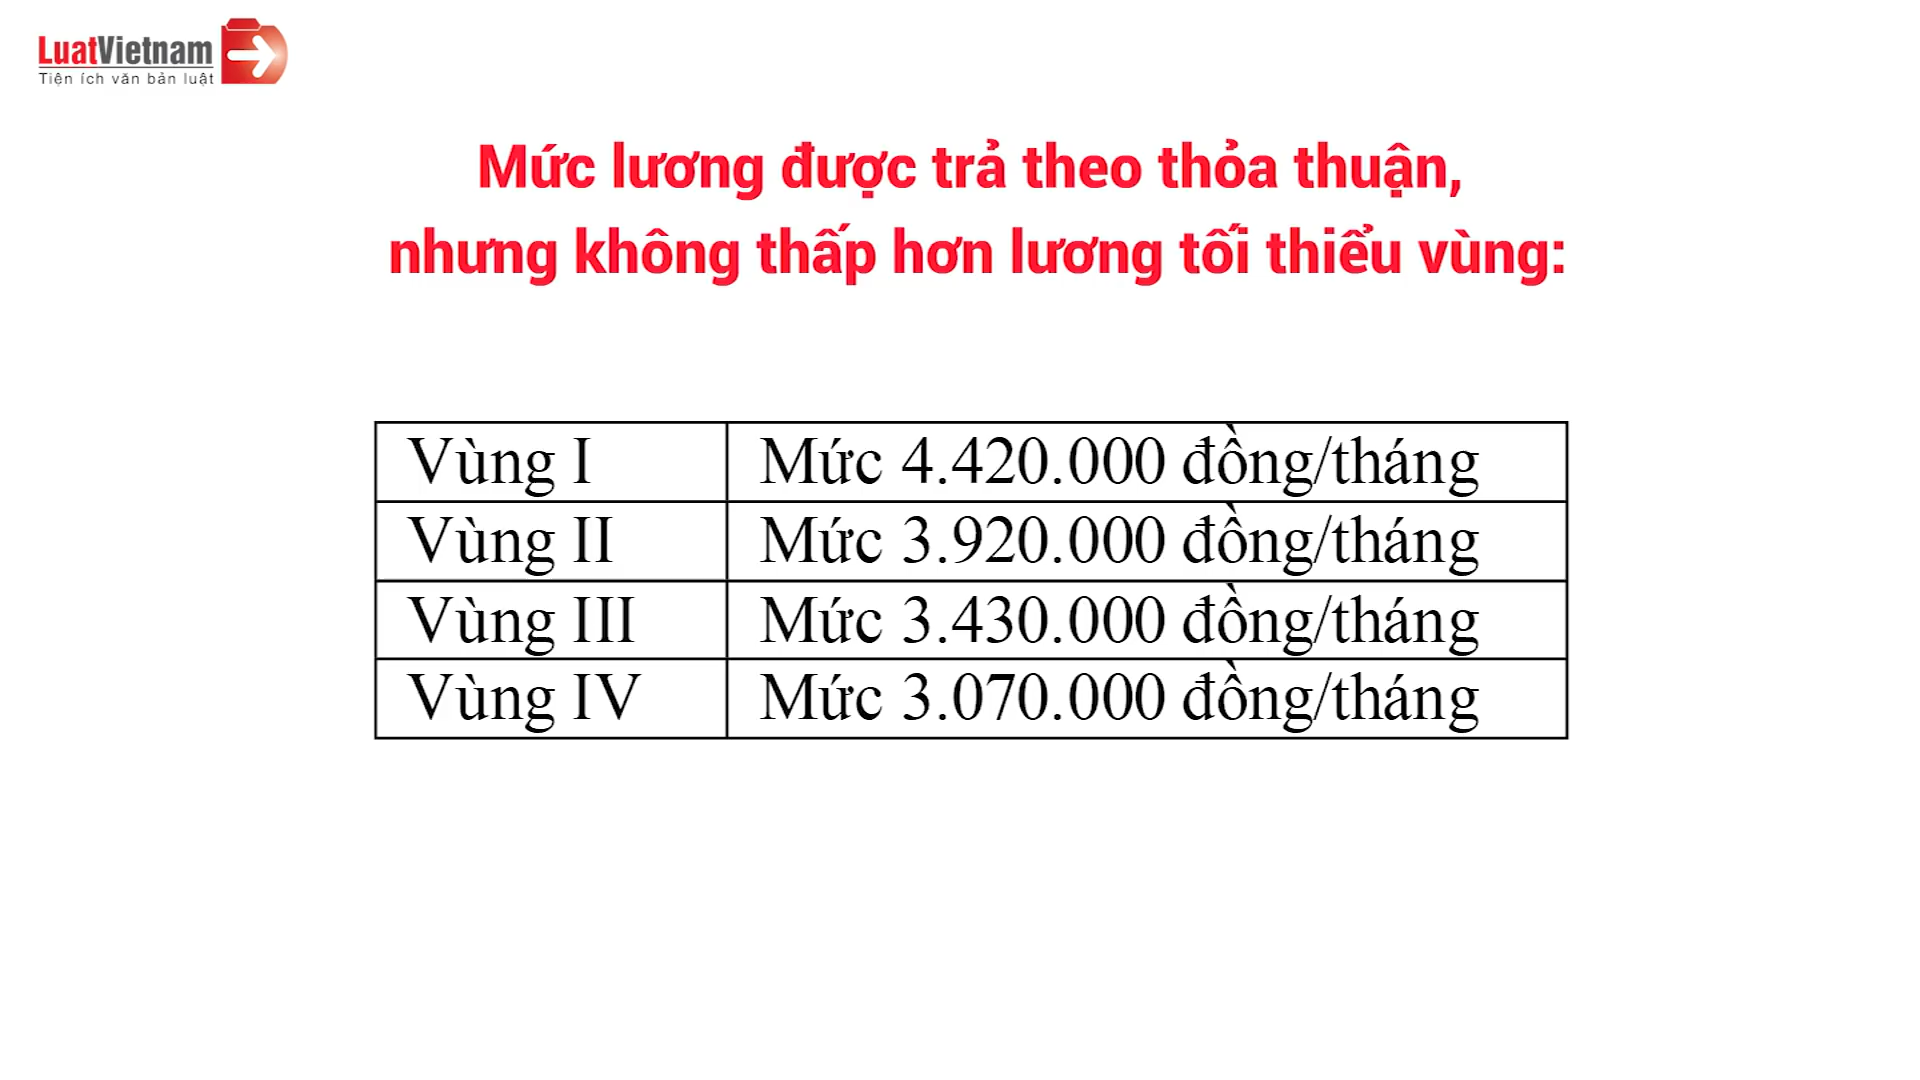 LuatVietnam
Tiện ích văn bản luật
Mức lương được trả theo thỏa thuận,
nhưng không thấp hơn lương tối thiểu vùng:
Vùng I Mức 4.420.000 đồng/tháng
Vùng II Mức 3.920.000 đồng/tháng
Vùng III Mức 3.430.000 đồng/tháng
Vùng IV Mức 3.070.000 đồng/tháng